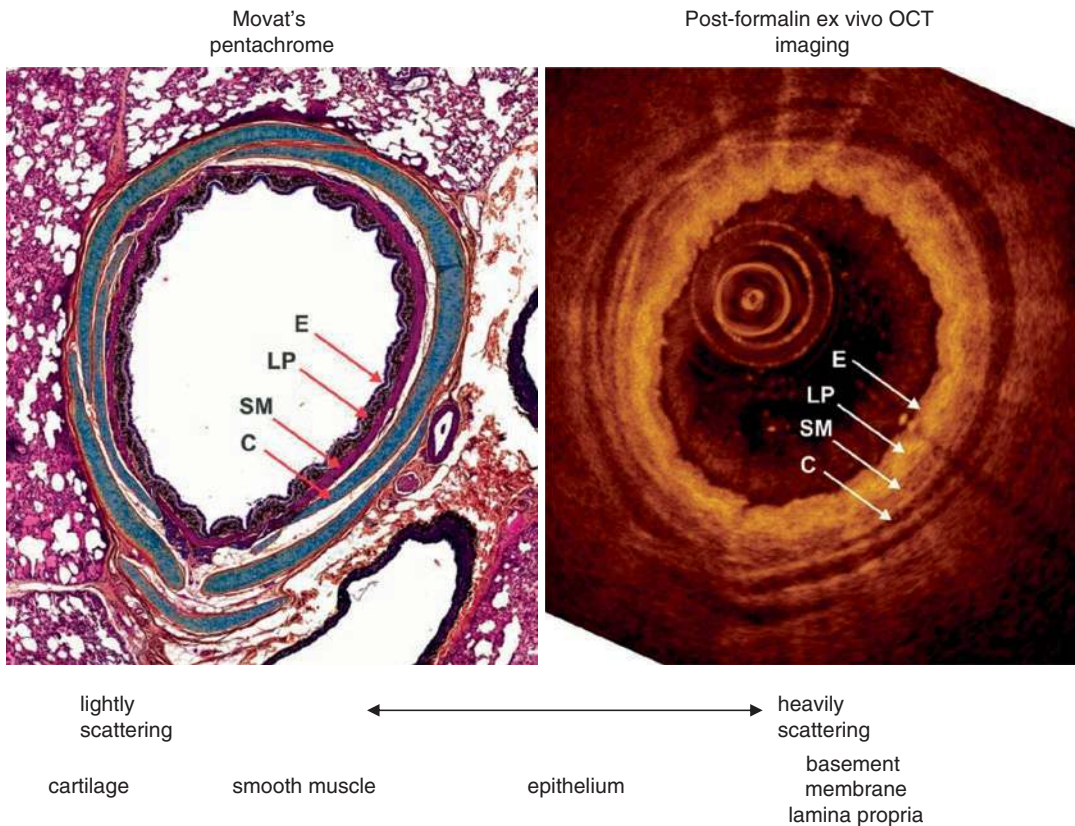 Movat's
pentachrome
Post-formalin ex vivo OCT
imaging
E
LP
SM
C
E
LP
SM
C
lightly
scattering
heavily
scattering
cartilage
smooth muscle
epithelium
basement
membrane
lamina propria